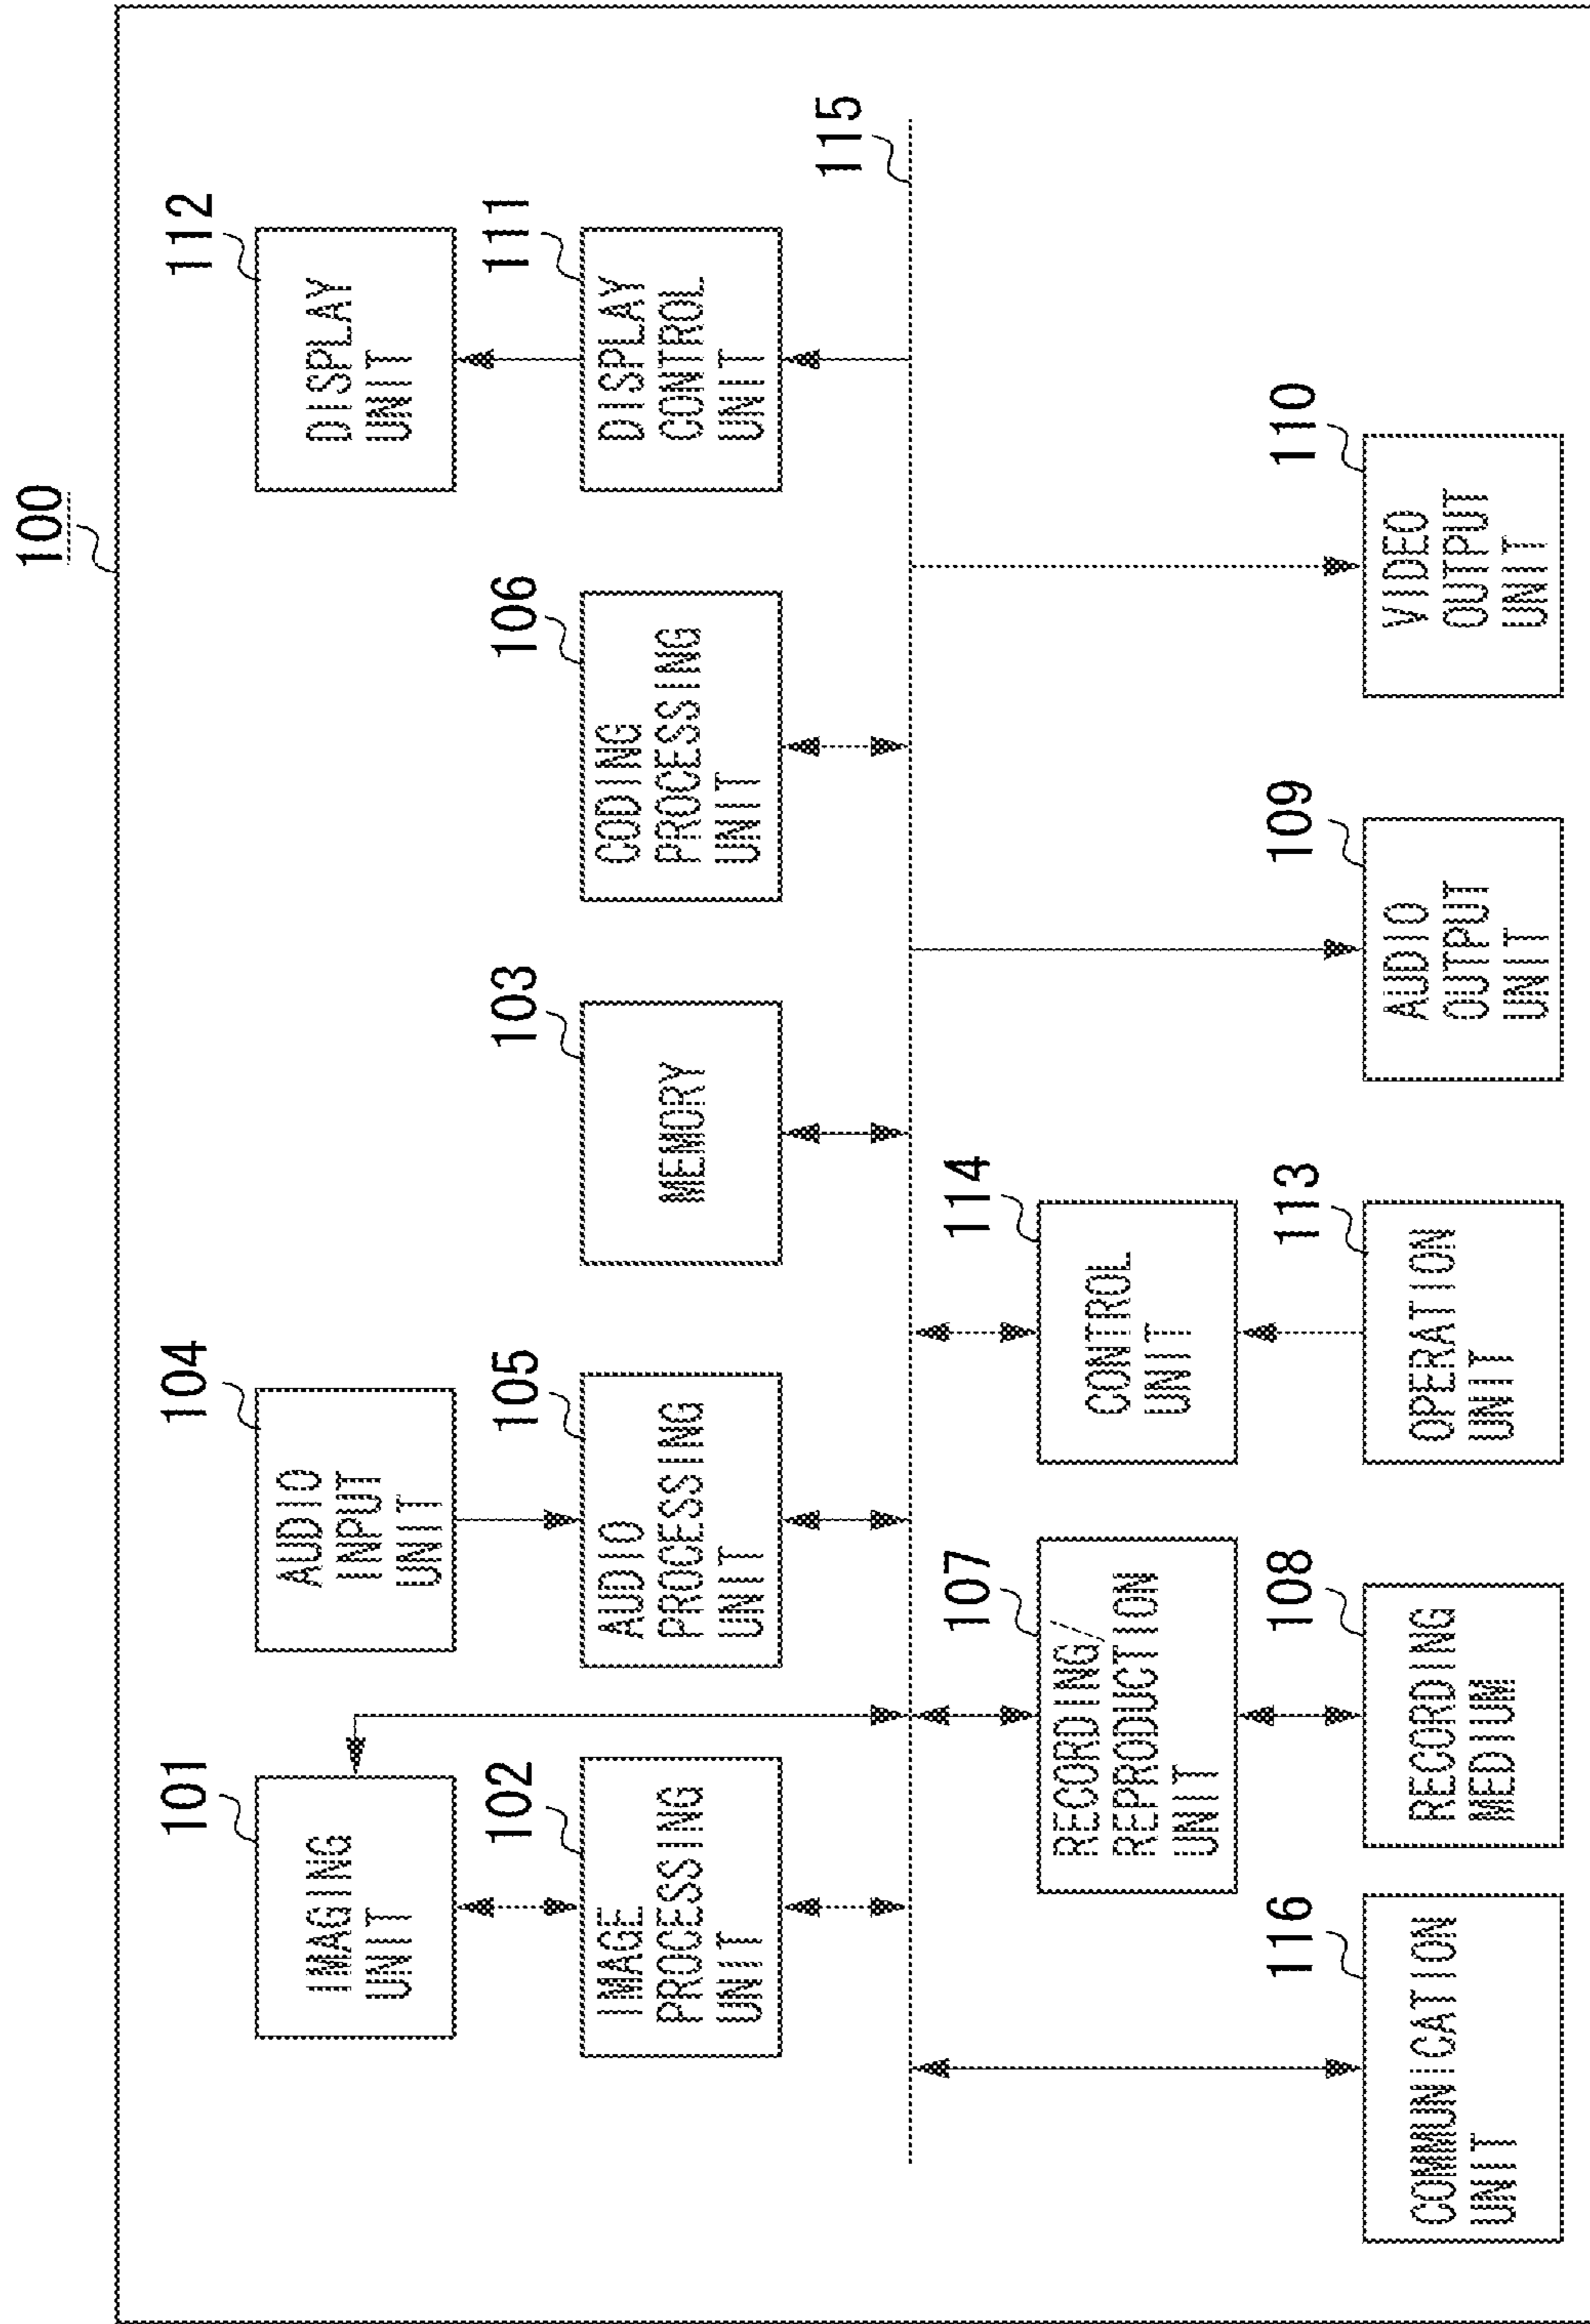 100
101
IMAGING
UNIT
104
AUDIO
INPUT
UNIT
112
DISPLAY
UNIT
102
IMAGE
PROCESSING
UNIT
105
AUDIO
PROCESSING
UNIT
103
MEMORY
106
CODING
PROCESSING
UNIT
111
DISPLAY
CONTROL
UNIT
115
107
RECORDING/
REPRODUCTION
UNIT
114
CONTROL
UNIT
116
COMMUNICATION
UNIT
108
RECORDING
MEDIUM
113
OPERATION
UNIT
109
AUDIO
OUTPUT
UNIT
110
VIDEO
OUTPUT
UNIT